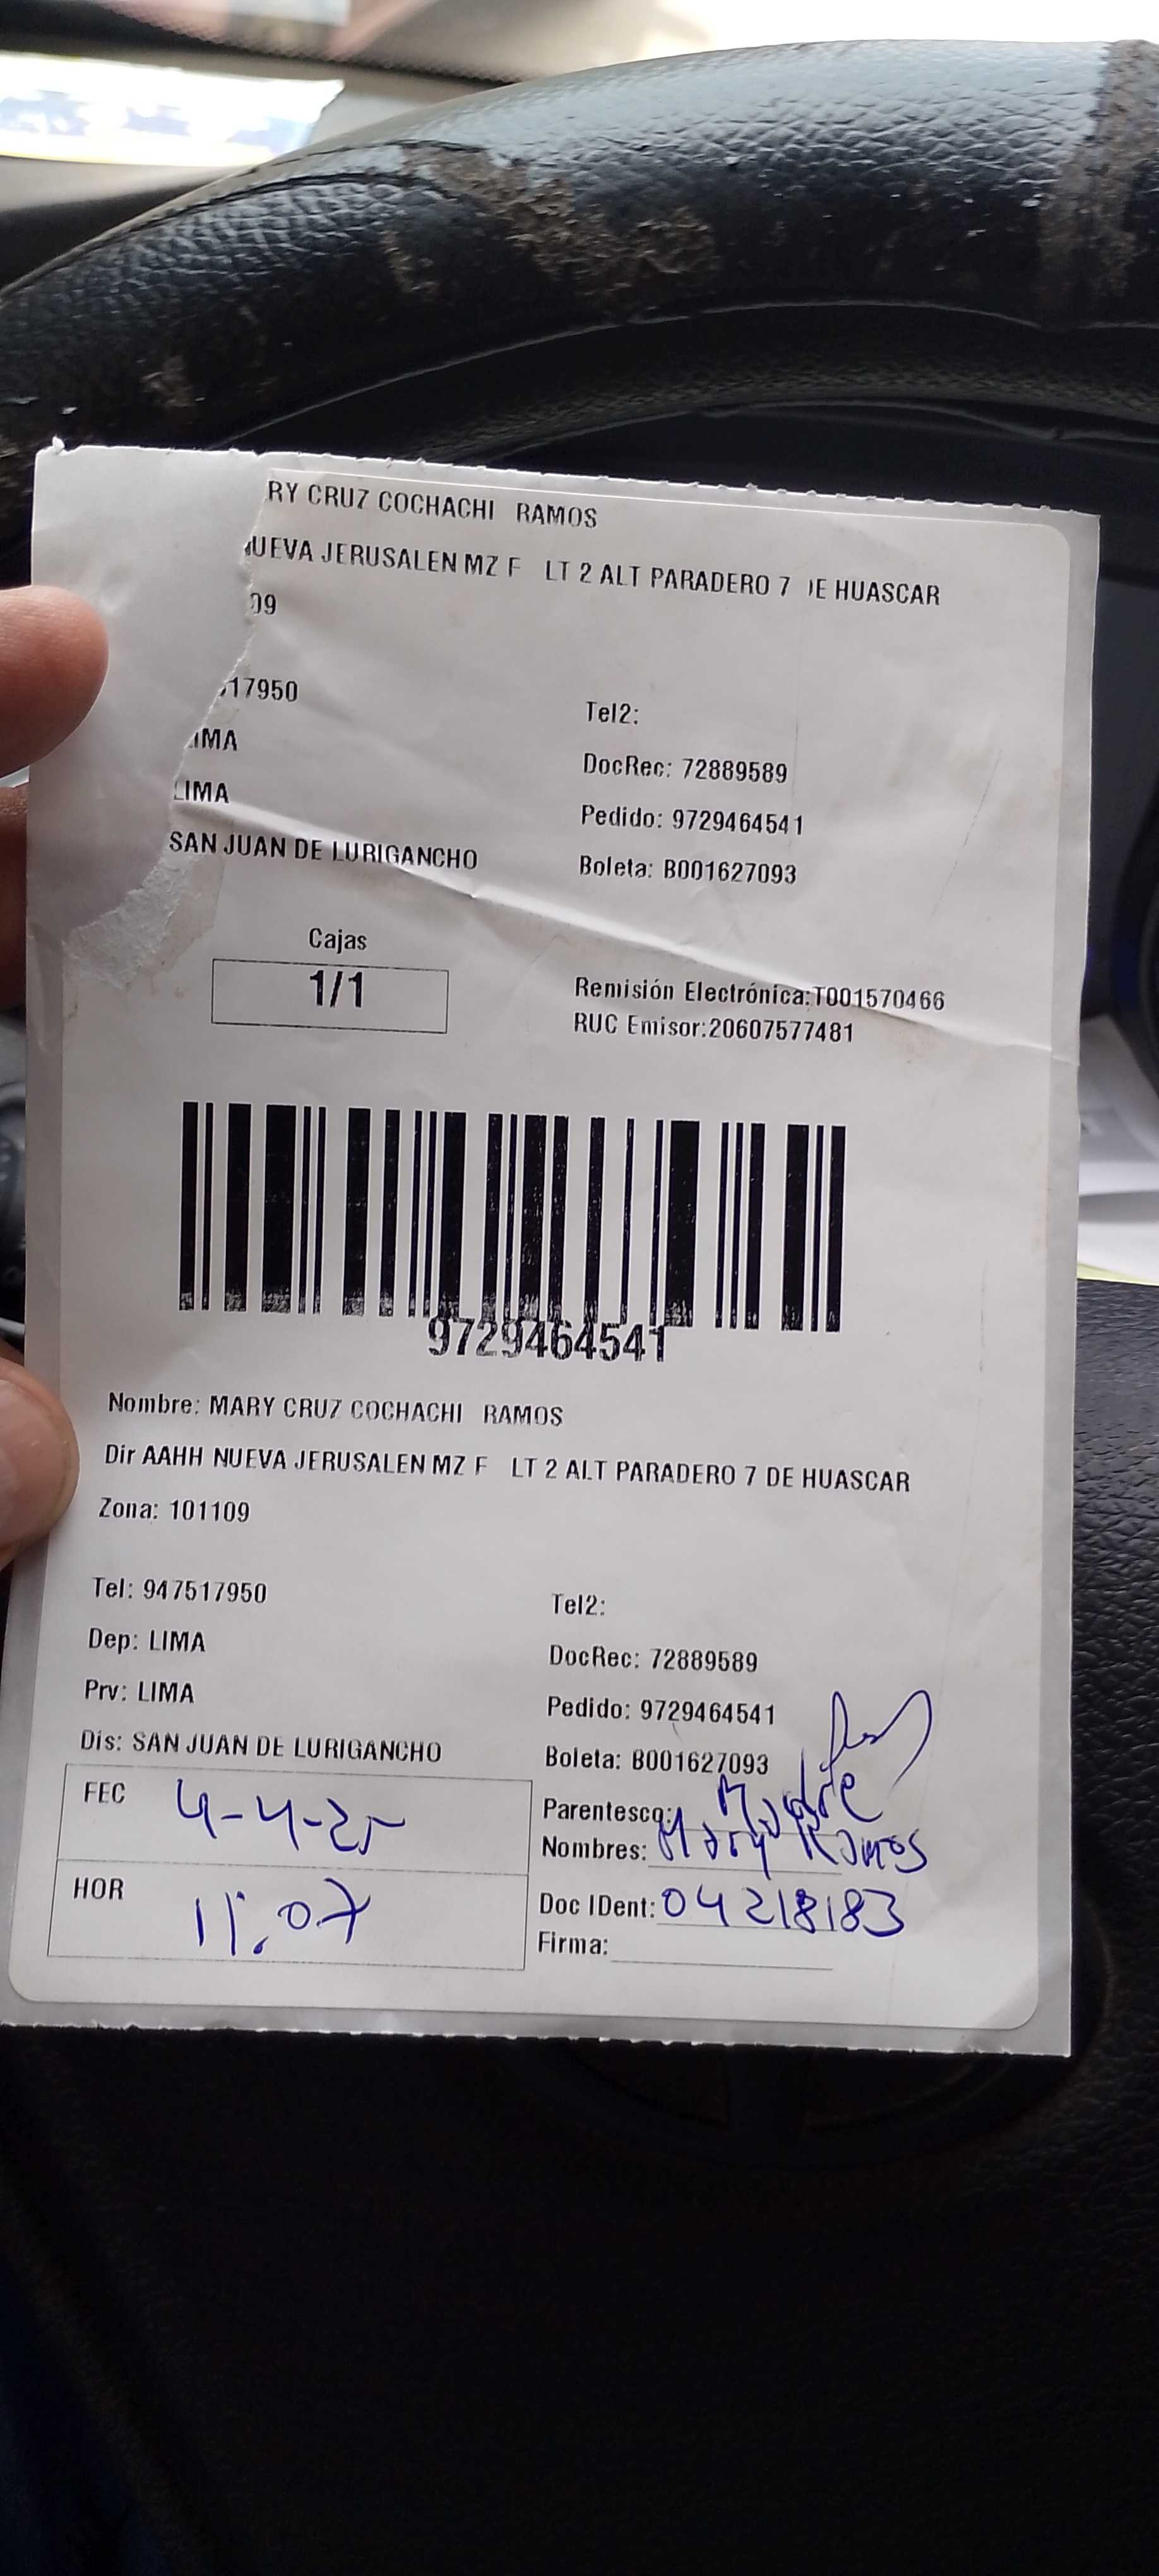 RY CRUZ COCHACHI RAMOS
NUEVA JERUSALEN MZ F LT 2 ALT PARADERO 7 DE HUASCAR
09
17950
Tel2:
IMA
DocRec: 72889589
LIMA
Pedido: 9729464541
SAN JUAN DE LURIGANCHO
Boleta: B001627093
Cajas
1/1
Remisión Electrónica:T001570466
RUC Emisor:20607577481
9729464541
Nombre: MARY CRUZ COCHACHI RAMOS
Dir AAHH NUEVA JERUSALEN MZ F LT 2 ALT PARADERO 7 DE HUASCAR
Zona: 101109
Tel: 947517950
Tel2:
Dep: LIMA
DocRec: 72889589
Prv: LIMA
Pedido: 9729464541
Dis: SAN JUAN DE LURIGANCHO
Boleta: B001627093
FEC 4-4-25
Parentesco: Madre
Nombres: Mary Ramos
HOR 11:07
Doc IDent: 04218183
Firma: